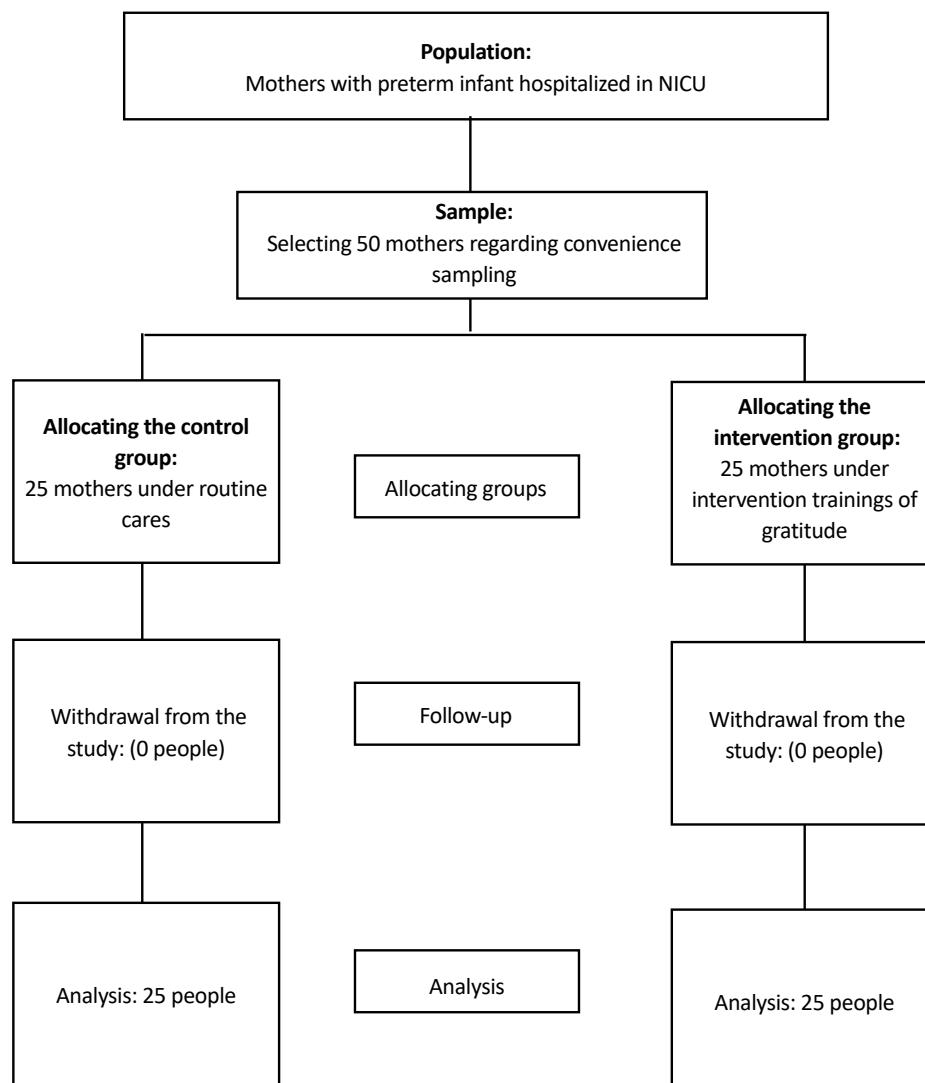 Population:
Mothers with preterm infant hospitalized in NICU
Sample:
Selecting 50 mothers regarding convenience
sampling
Allocating the control
group:
25 mothers under routine
cares
Allocating groups
Allocating the
intervention group:
25 mothers under
intervention trainings of
gratitude
Withdrawal from the
study: (0 people)
Follow-up
Withdrawal from the
study: (0 people)
Analysis: 25 people
Analysis
Analysis: 25 people